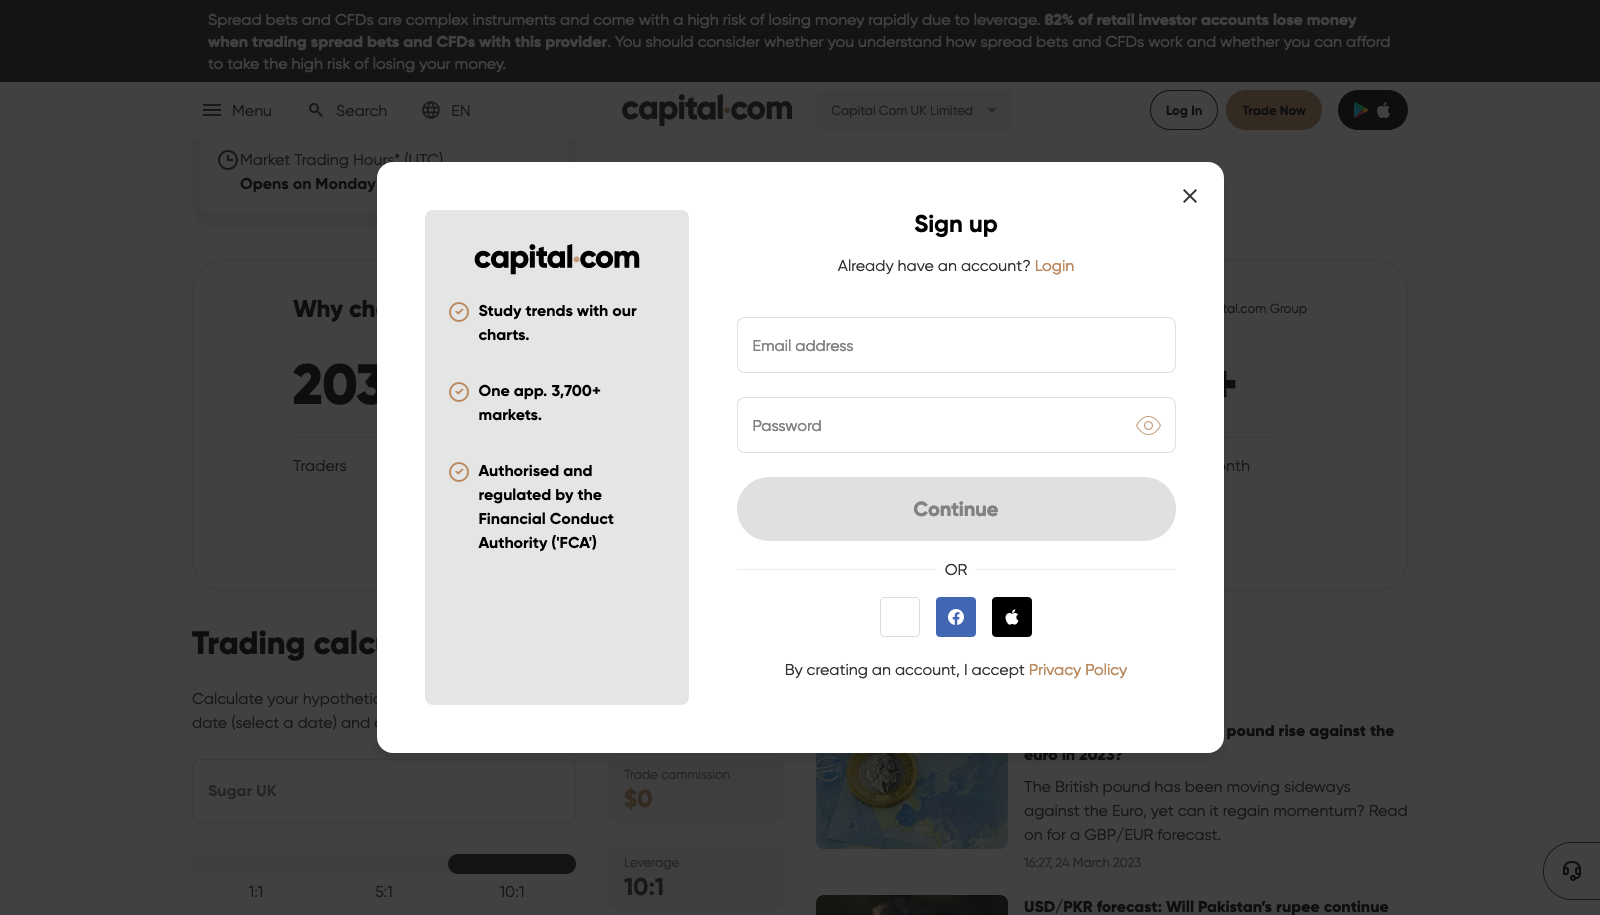 Spread bets and CFDs are complex instruments and come with a high risk of losing money rapidly due to leverage. 82% of retail investor accounts lose money
when trading spread bets and CFDs with this provider. You should consider whether you understand how spread bets and CFDs work and whether you can afford
to take the high risk of losing your money.
Menu
Search
EN
capital.com
Capital Com UK Limited
Log In
Trade Now
Market Trading Hours* (UTC)
Opens on Monday
Sign up
Already have an account? Login
capital.com
Study trends with our
charts.
One app. 3,700+
markets.
Authorised and
regulated by the
Financial Conduct
Authority ('FCA')
Email address
Password
Continue
OR
By creating an account, I accept Privacy Policy
Why
Group
203
+
Traders
Trading
Calculate your
date (select a date) and
Sugar UK
1:1
5:1
10:1
Trade commission
$0
Leverage
10:1
pound rise against the
euro in 2023?
The British pound has been moving sideways
against the Euro, yet can it regain momentum? Read
on for a GBP/EUR forecast.
16:27, 24 March 2023
USD/PKR forecast: Will Pakistan's rupee continue